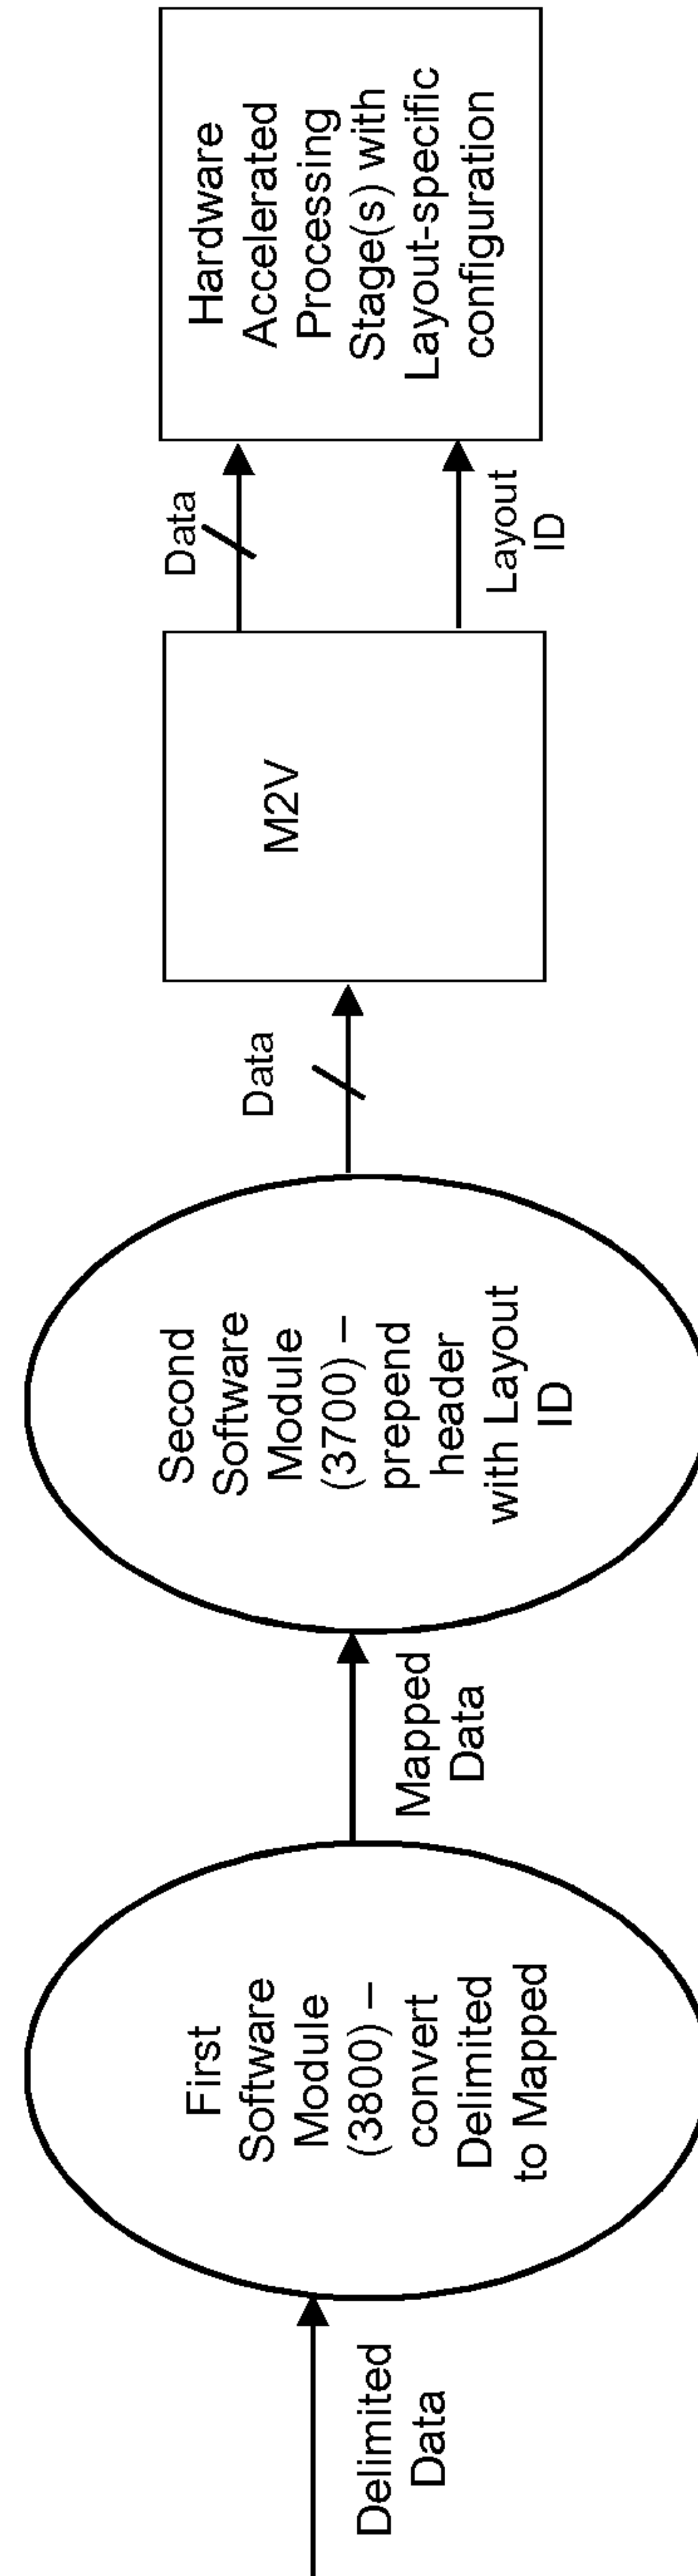 Delimited
Data
First
Software
Module
(3800) –
convert
Delimited
to Mapped
Mapped
Data
Second
Software
Module
(3700) –
prepend
header
with Layout
ID
Data
M2V
Data
Layout
ID
Hardware
Accelerated
Processing
Stage(s) with
Layout-specific
configuration